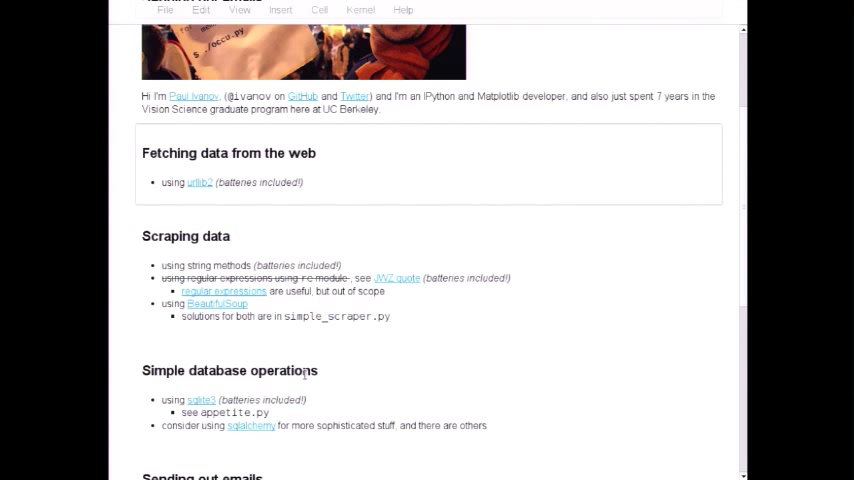 File Edit View Insert Cell Kernel Help
$ ./occu.py
Hi I'm Paul Ivanov, (@ivanov on GitHub and Twitter) and I'm an IPython and Matplotlib developer, and also just spent 7 years in the
Vision Science graduate program here at UC Berkeley.
Fetching data from the web
• using urllib2 (batteries included!)
Scraping data
• using string methods (batteries included!)
• using regular expressions using re module , see JWZ quote (batteries included!)
▪ regular expressions are useful, but out of scope
• using BeautifulSoup
▪ solutions for both are in simple_scraper.py
Simple database operations
• using sqlite3 (batteries included!)
▪ see appetite.py
• consider using sqlalchemy for more sophisticated stuff, and there are others
Sending out emails